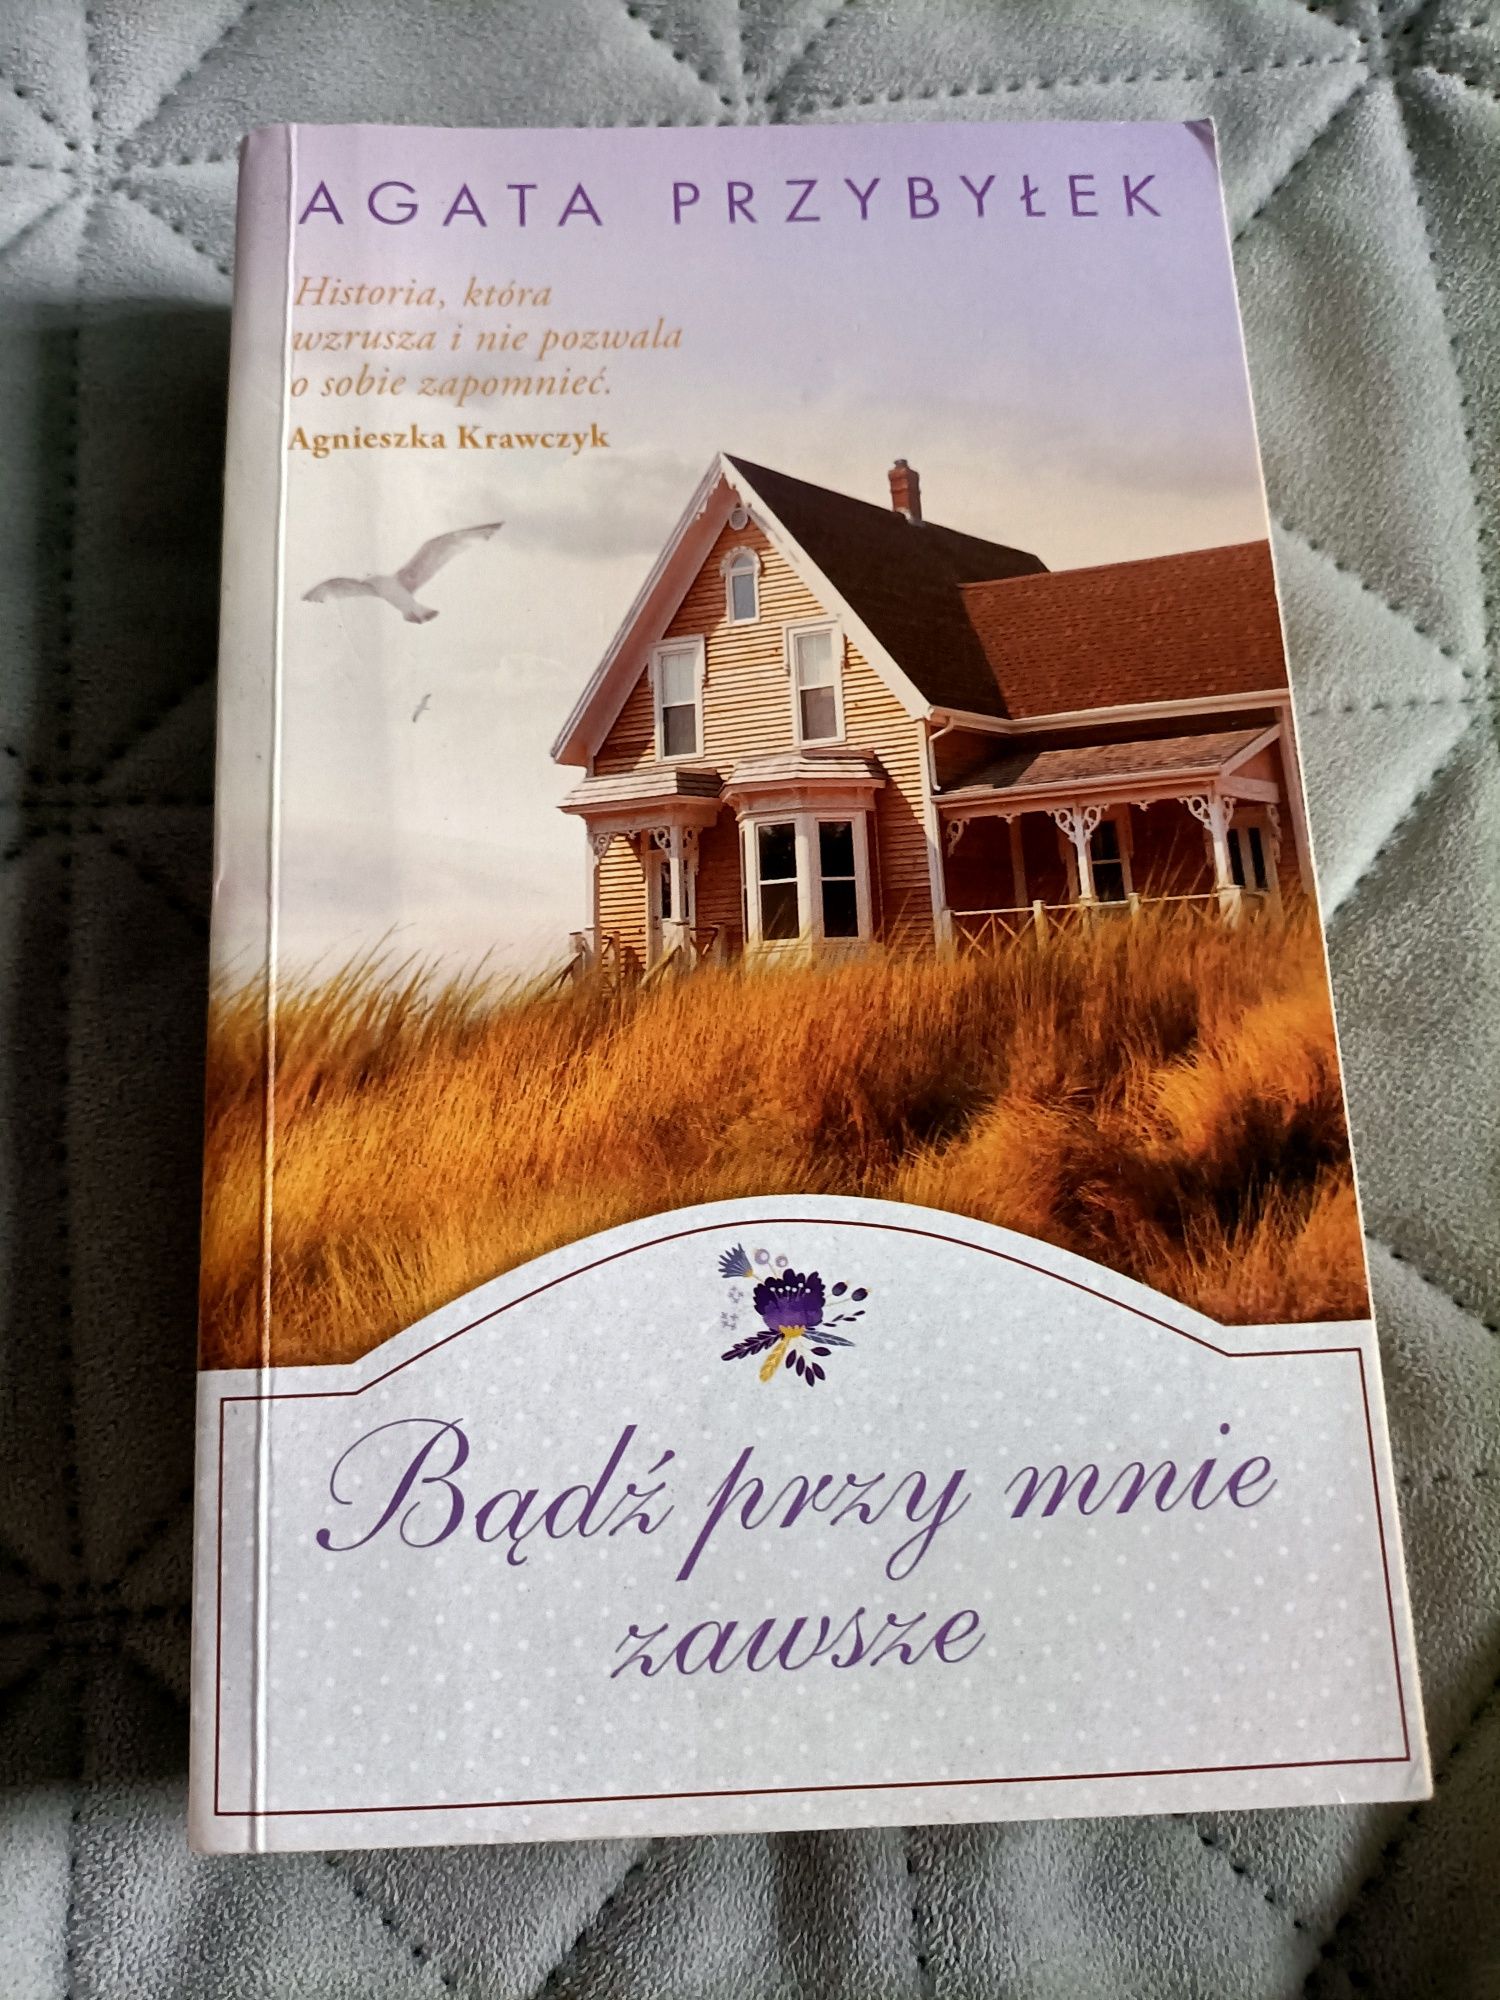 AGATA PRZYBYŁEK
Historia, która
wzrusza i nie pozwala
o sobie zapomnieć.
Agnieszka Krawczyk
Bądź przy mnie
zawsze